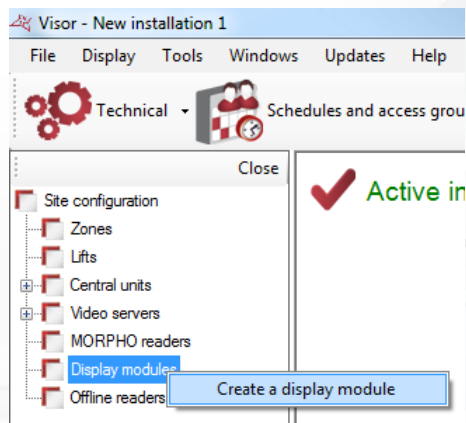 Visor - New installation 1
File Display Tools Windows Updates Help
Technical Schedules and access grou
Close
Site configuration
Active in
Zones
Lifts
Central units
Video servers
MORPHO readers
Display modules
Create a display module
Offline readers